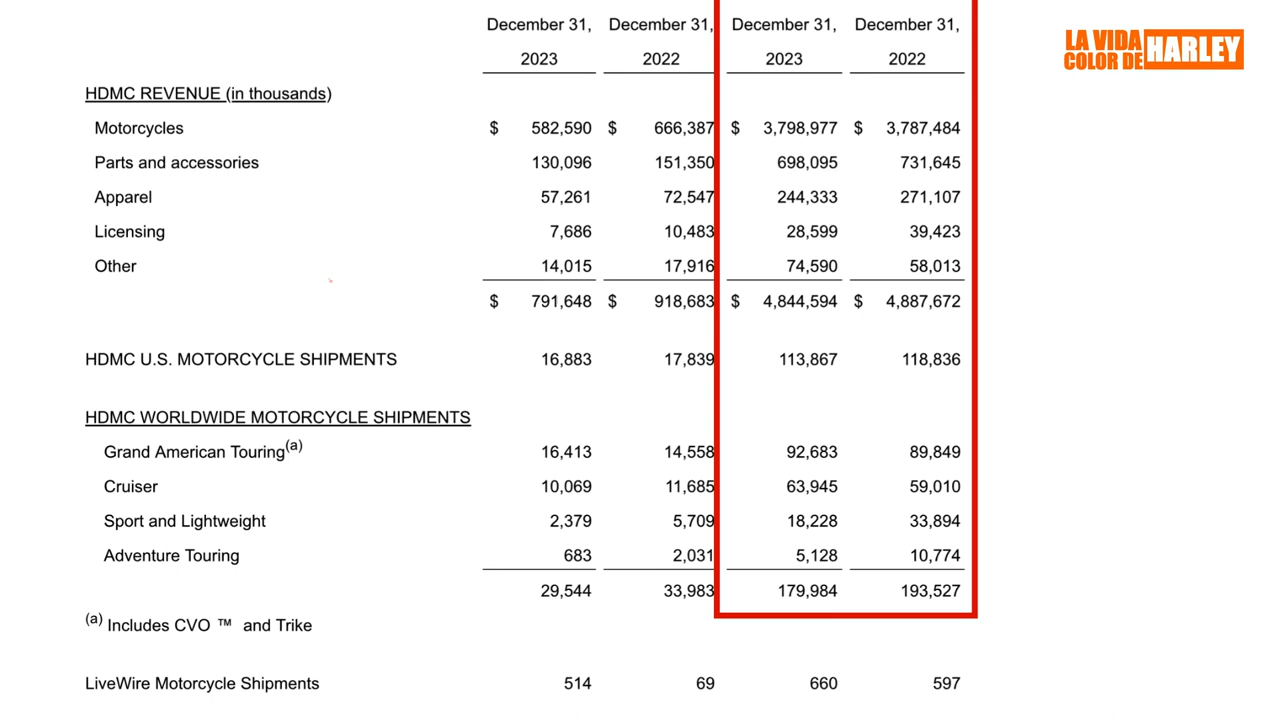 December 31, December 31, December 31, December 31,
2023 2022 2023 2022
LA VIDA COLOR DE HARLEY
HDMC REVENUE (in thousands)
Motorcycles $ 582,590 $ 666,387 $ 3,798,977 $ 3,787,484
Parts and accessories 130,096 151,350 698,095 731,645
Apparel 57,261 72,547 244,333 271,107
Licensing 7,686 10,483 28,599 39,423
Other 14,015 17,916 74,590 58,013
$ 791,648 $ 918,683 $ 4,844,594 $ 4,887,672
HDMC U.S. MOTORCYCLE SHIPMENTS 16,883 17,839 113,867 118,836
HDMC WORLDWIDE MOTORCYCLE SHIPMENTS
Grand American Touring(a) 16,413 14,558 92,683 89,849
Cruiser 10,069 11,685 63,945 59,010
Sport and Lightweight 2,379 5,709 18,228 33,894
Adventure Touring 683 2,031 5,128 10,774
29,544 33,983 179,984 193,527
(a) Includes CVO ™ and Trike
LiveWire Motorcycle Shipments 514 69 660 597